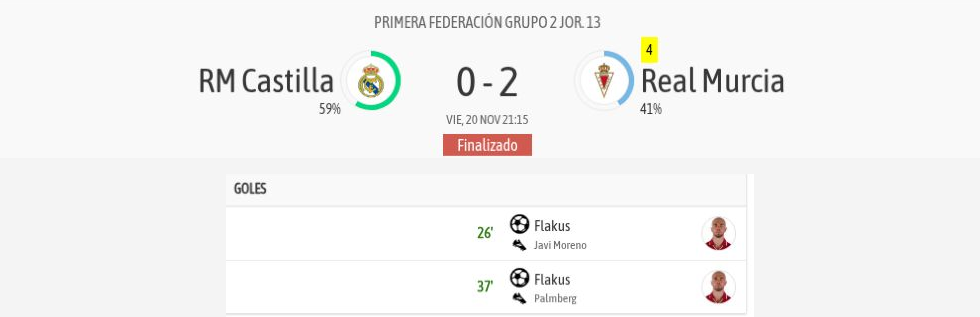 PRIMERA FEDERACIÓN GRUPO 2 JOR. 13
4
RM Castilla 0 - 2 Real Murcia
59% 41%
VIE, 20 NOV 21:15
Finalizado
GOLES
26' Flakus
Javi Moreno
37' Flakus
Palmberg